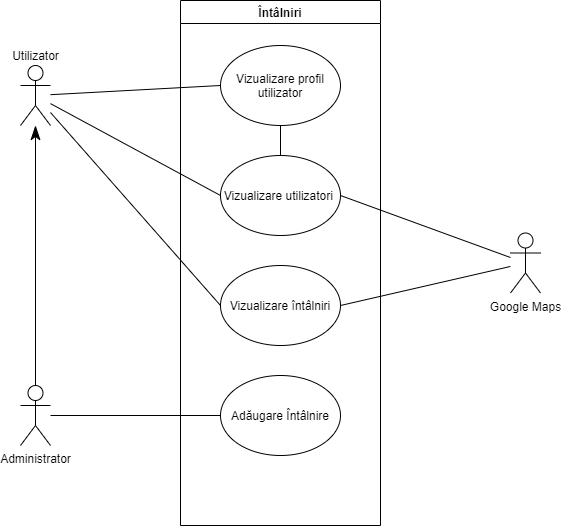 Întâlniri
Utilizator
Vizualizare profil
utilizator
Vizualizare utilizatori
Vizualizare întâlniri
Google Maps
Adăugare Întâlnire
Administrator